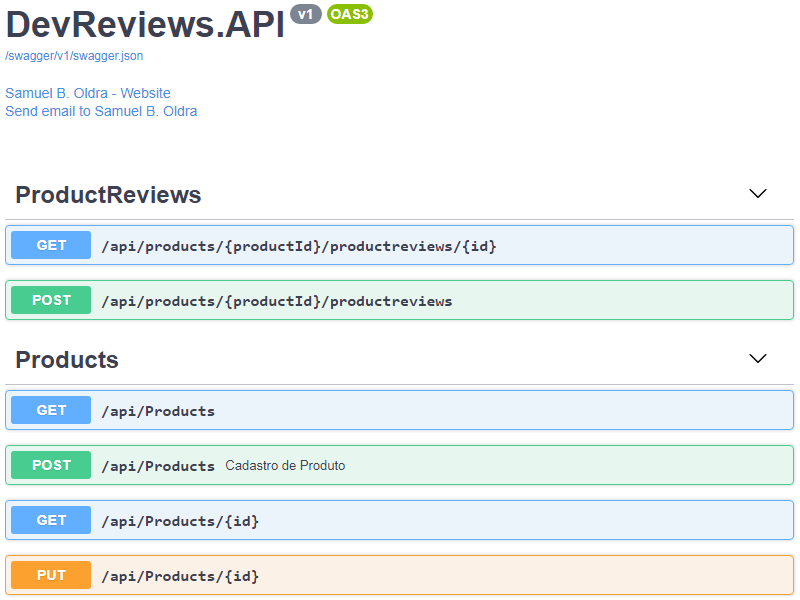 DevReviews.API v1 OAS3
/swagger/v1/swagger.json
Samuel B. Oldra - Website
Send email to Samuel B. Oldra
ProductReviews
GET /api/products/{productId}/productreviews/{id}
POST /api/products/{productId}/productreviews
Products
GET /api/Products
POST /api/Products Cadastro de Produto
GET /api/Products/{id}
PUT /api/Products/{id}